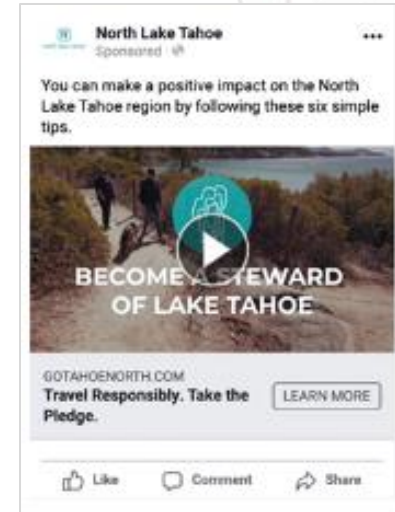 North Lake Tahoe
Sponsored
You can make a positive impact on the North
Lake Tahoe region by following these six simple
tips.
BECOME A STEWARD
OF LAKE TAHOE
GOTAHOENORTH.COM
Travel Responsibly. Take the
Pledge.
LEARN MORE
Like
Comment
Share